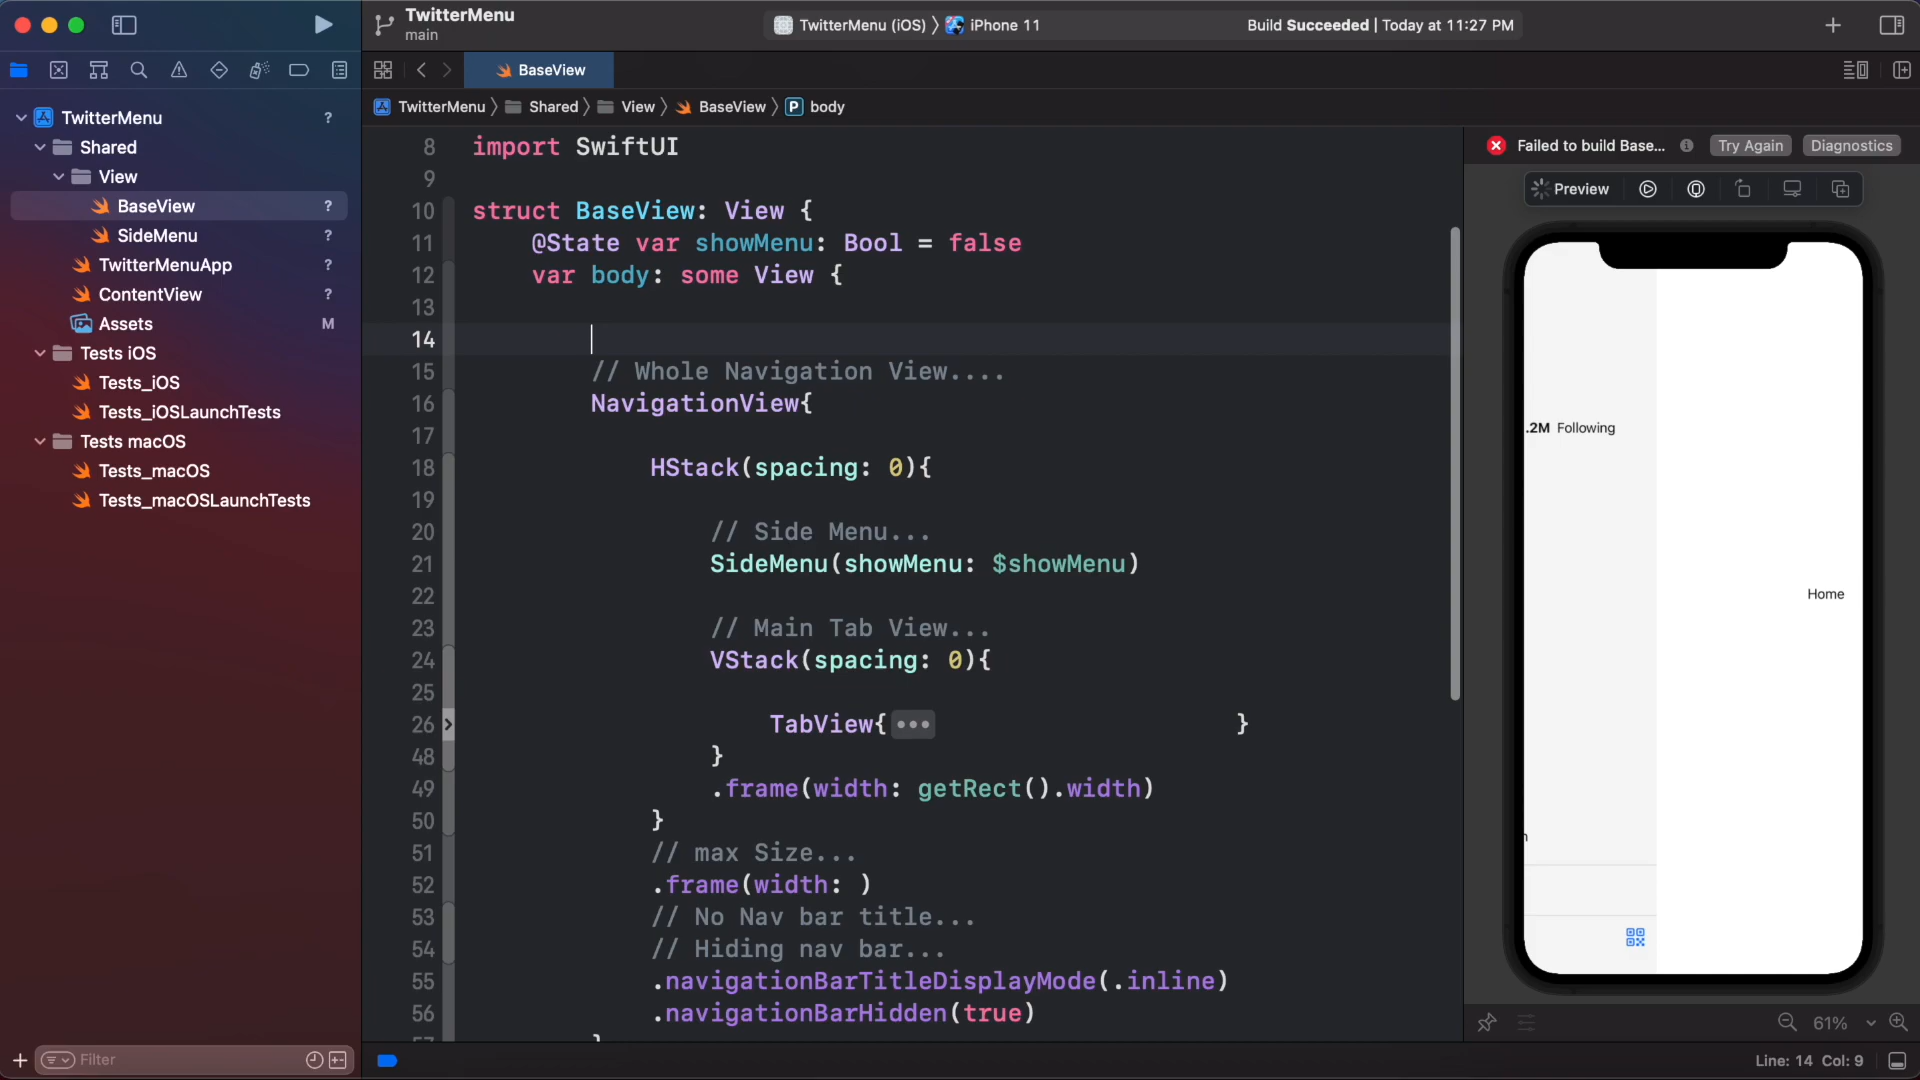 TwitterMenu
main
TwitterMenu (iOS) 〉 iPhone 11
Build Succeeded | Today at 11:27 PM
BaseView
TwitterMenu 〉 Shared 〉 View 〉 BaseView 〉 P body
TwitterMenu ?
Shared
View
BaseView ?
SideMenu ?
TwitterMenuApp ?
ContentView ?
Assets M
Tests iOS
Tests_iOS
Tests_iOSLaunchTests
Tests macOS
Tests_macOS
Tests_macOSLaunchTests
Filter
8 import SwiftUI
9
10 struct BaseView: View {
11 @State var showMenu: Bool = false
12 var body: some View {
13
14
15 // Whole Navigation View....
16 NavigationView{
17
18 HStack(spacing: 0){
19
20 // Side Menu...
21 SideMenu(showMenu: $showMenu)
22
23 // Main Tab View...
24 VStack(spacing: 0){
25
26 TabView{••• }
48 }
49 .frame(width: getRect().width)
50 }
51 // max Size...
52 .frame(width: )
53 // No Nav bar title...
54 // Hiding nav bar...
55 .navigationBarTitleDisplayMode(.inline)
56 .navigationBarHidden(true)
Failed to build Base... Try Again Diagnostics
Preview
.2M Following
Home
61%
Line: 14 Col: 9